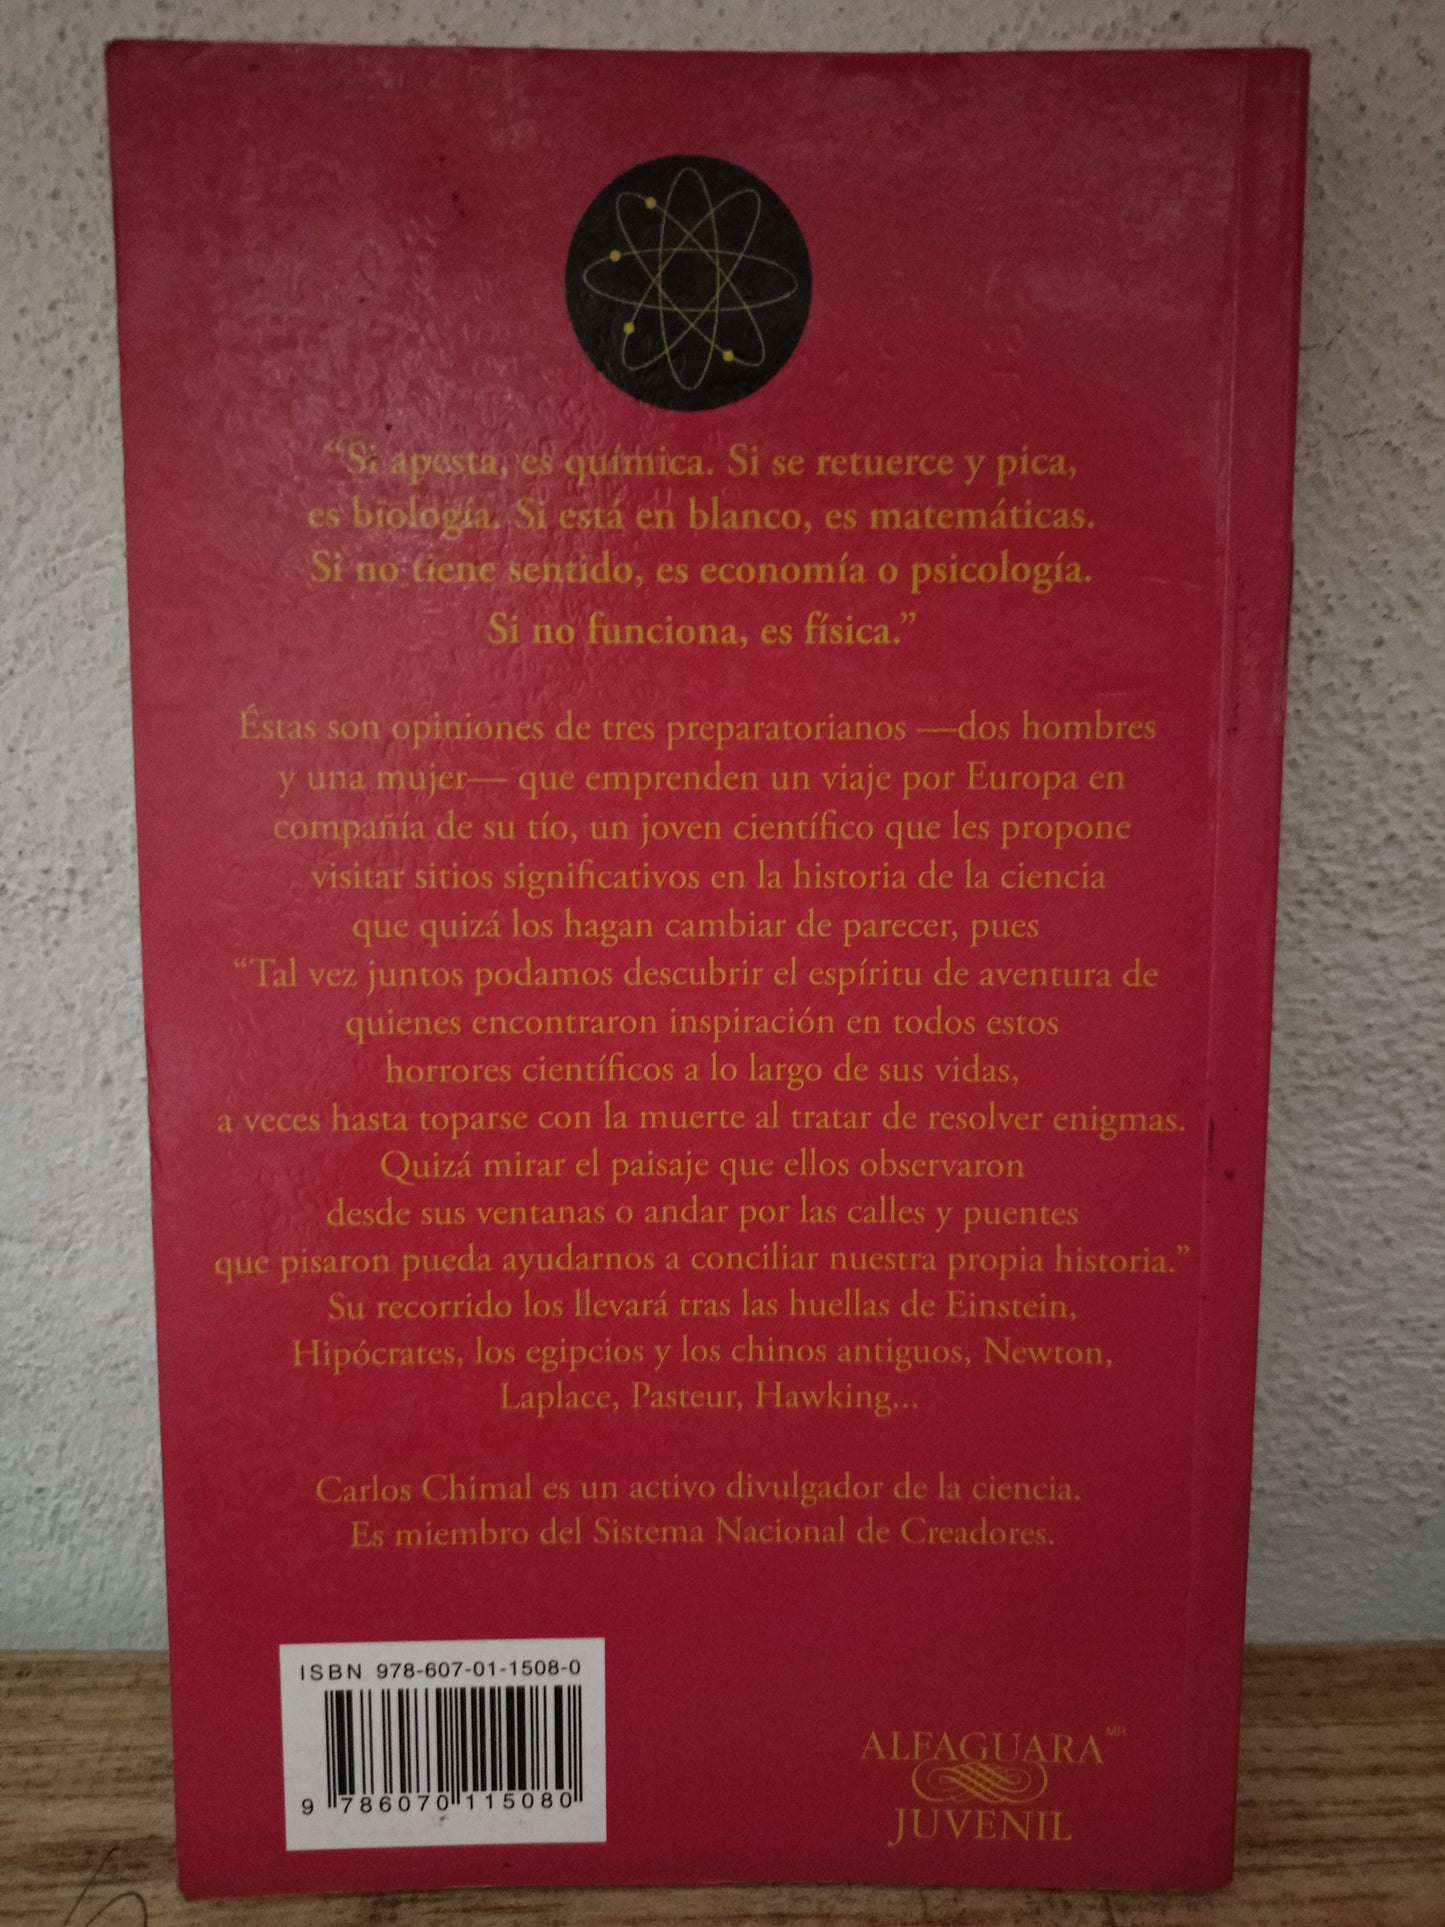 “Si apesta, es química. Si se retuerce y pica,
es biología. Si está en blanco, es matemáticas.
Si no tiene sentido, es economía o psicología.
Si no funciona, es física.”
Éstas son opiniones de tres preparatorianos —dos hombres
y una mujer— que emprenden un viaje por Europa en
compañía de su tío, un joven científico que les propone
visitar sitios significativos en la historia de la ciencia
que quizá los hagan cambiar de parecer, pues
“Tal vez juntos podamos descubrir el espíritu de aventura de
quienes encontraron inspiración en todos estos
horrores científicos a lo largo de sus vidas,
a veces hasta toparse con la muerte al tratar de resolver enigmas.
Quizá mirar el paisaje que ellos observaron
desde sus ventanas o andar por las calles y puentes
que pisaron pueda ayudarnos a conciliar nuestra propia historia.”
Su recorrido los llevará tras las huellas de Einstein,
Hipócrates, los egipcios y los chinos antiguos, Newton,
Laplace, Pasteur, Hawking...
Carlos Chimal es un activo divulgador de la ciencia.
Es miembro del Sistema Nacional de Creadores.
ISBN 978-607-01-1508-0
9 786070 115080
ALFAGUARA MR
JUVENIL